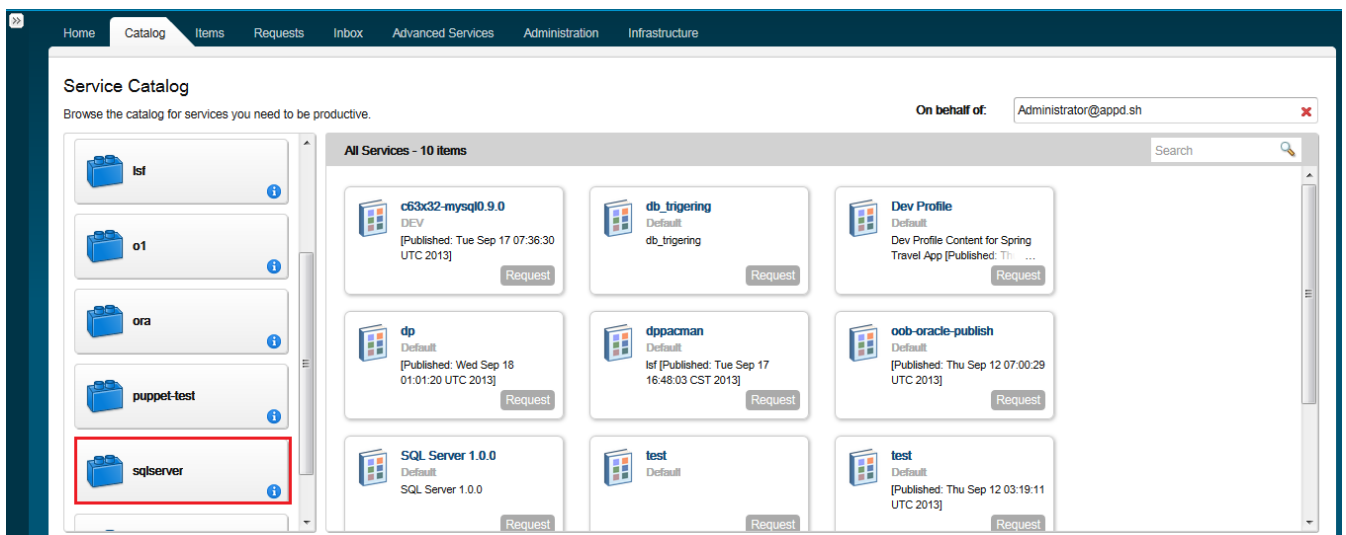 Home Catalog Items Requests Inbox Advanced Services Administration Infrastructure
Service Catalog
Browse the catalog for services you need to be productive.
On behalf of: Administrator@appd.sh
lsf
o1
ora
puppet-test
sqlserver
All Services - 10 items
Search
c63x32-mysql0.9.0
DEV
[Published: Tue Sep 17 07:36:30
UTC 2013]
Request
db_trigering
Default
db_trigering
Request
Dev Profile
Default
Dev Profile Content for Spring
Travel App [Published: Th ...
Request
dp
Default
[Published: Wed Sep 18
01:01:20 UTC 2013]
Request
dppacman
Default
lsf [Published: Tue Sep 17
16:48:03 CST 2013]
Request
oob-oracle-publish
Default
[Published: Thu Sep 12 07:00:29
UTC 2013]
Request
SQL Server 1.0.0
Default
SQL Server 1.0.0
Request
test
Default
Request
test
Default
[Published: Thu Sep 12 03:19:11
UTC 2013]
Request